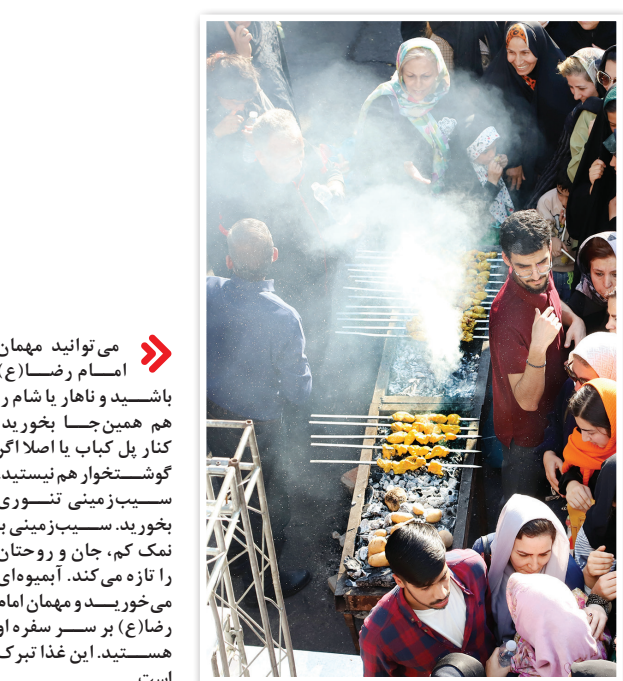 می‌توانید مهمان
امام رضا(ع)
باشید و ناهار یا شام را
هم همین‌جا بخورید
کنار پل کباب یا اصلا اگر
گوشتخوار هم نیستید،
سیب‌زمینی تنوری
بخورید. سیب‌زمینی با
نمک کم، جان و روحتان
را تازه می‌کند. آبمیوه‌ای
می‌خورید و مهمان امام
رضا(ع) بر سر سفره او
هستید. این غذا تبرک
است